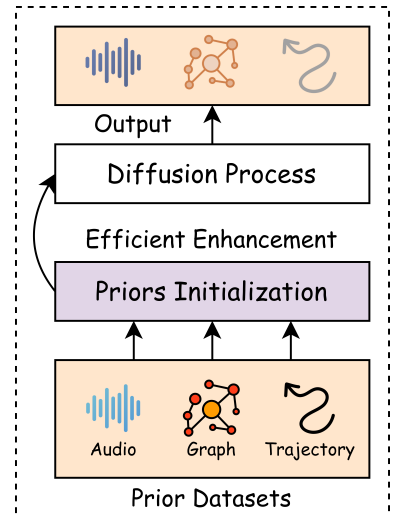 Output
Diffusion Process
Efficient Enhancement
Priors Initialization
Audio
Graph
Trajectory
Prior Datasets